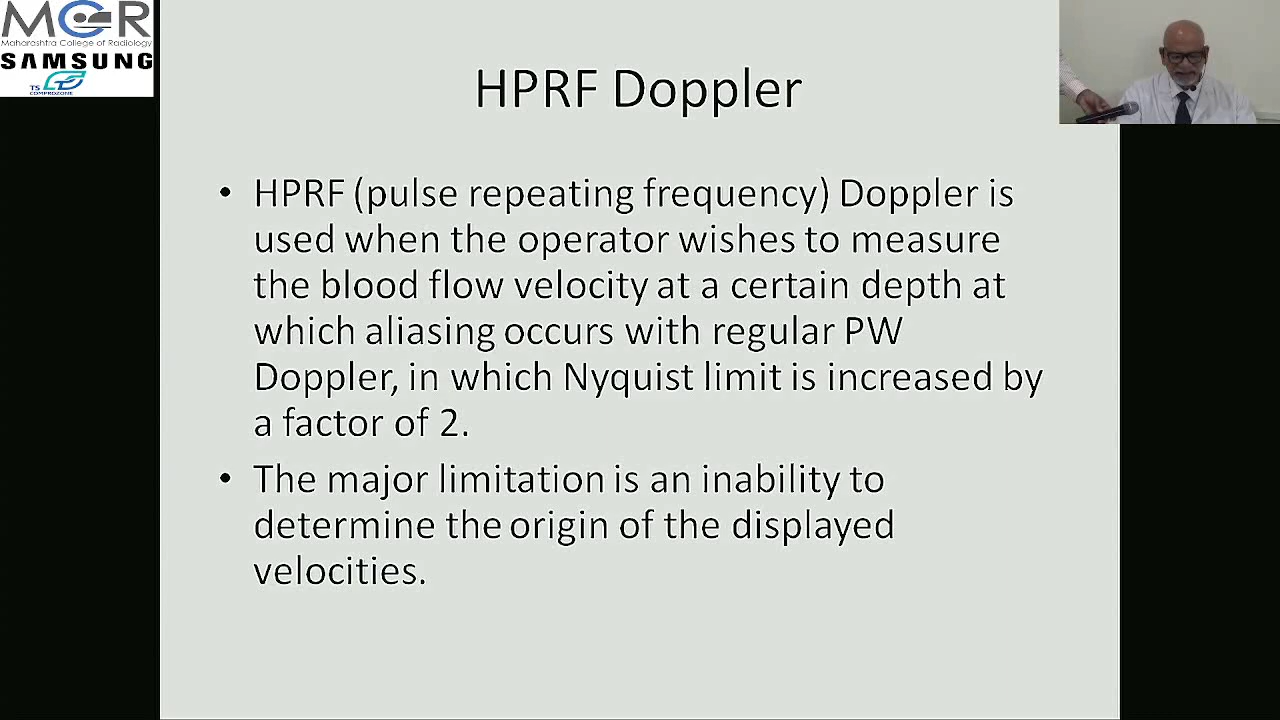 MCR
Maharashtra College of Radiology
SAMSUNG
TS
COMPROZONE
HPRF Doppler
• HPRF (pulse repeating frequency) Doppler is
used when the operator wishes to measure
the blood flow velocity at a certain depth at
which aliasing occurs with regular PW
Doppler, in which Nyquist limit is increased by
a factor of 2.
• The major limitation is an inability to
determine the origin of the displayed
velocities.